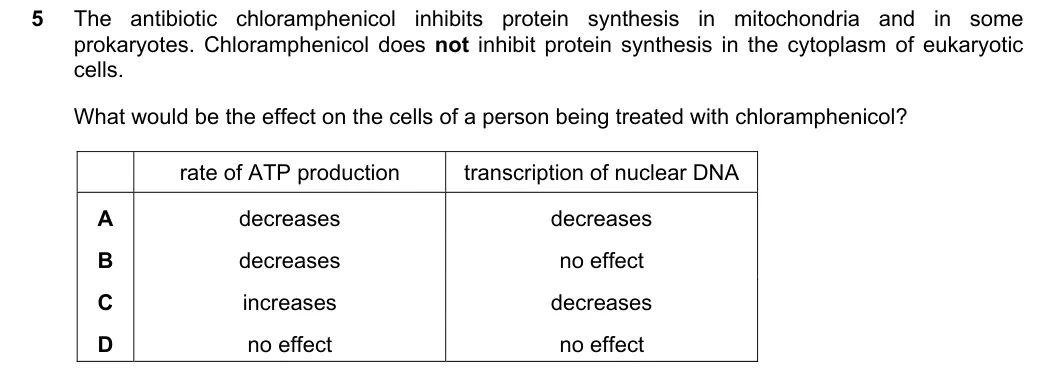 5 The antibiotic chloramphenicol inhibits protein synthesis in mitochondria and in some
prokaryotes. Chloramphenicol does not inhibit protein synthesis in the cytoplasm of eukaryotic
cells.
What would be the effect on the cells of a person being treated with chloramphenicol?
rate of ATP production transcription of nuclear DNA
A decreases decreases
B decreases no effect
C increases decreases
D no effect no effect